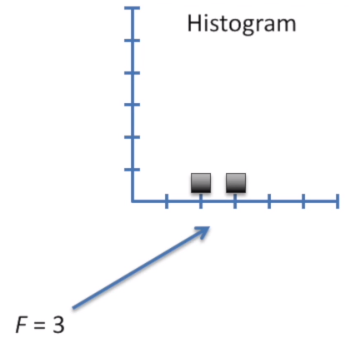 Histogram
F = 3